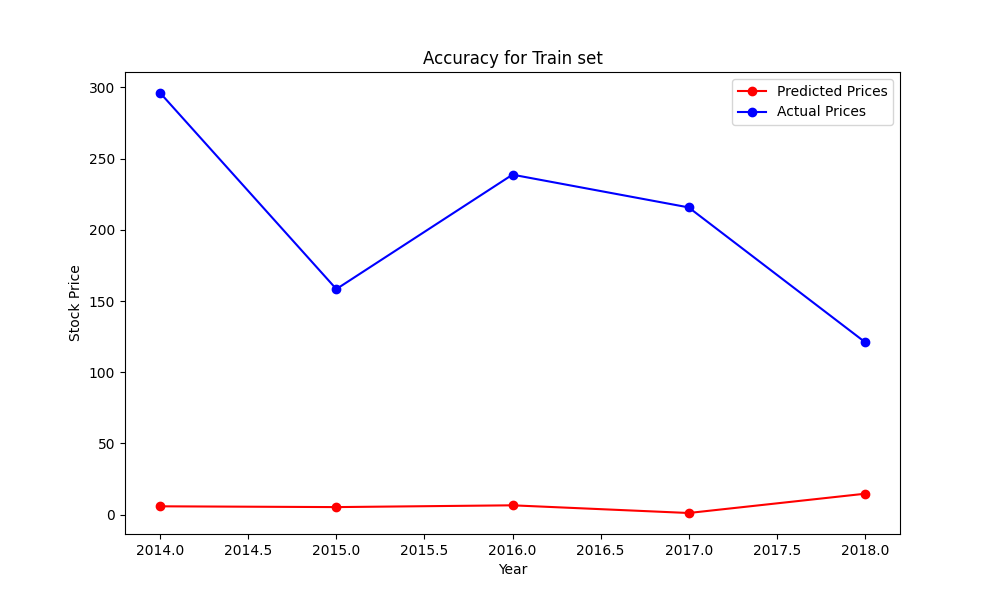 Accuracy for Train set
Predicted Prices
Actual Prices
300
250
200
150
100
50
0
Stock Price
2014.0 2014.5 2015.0 2015.5 2016.0 2016.5 2017.0 2017.5 2018.0
Year